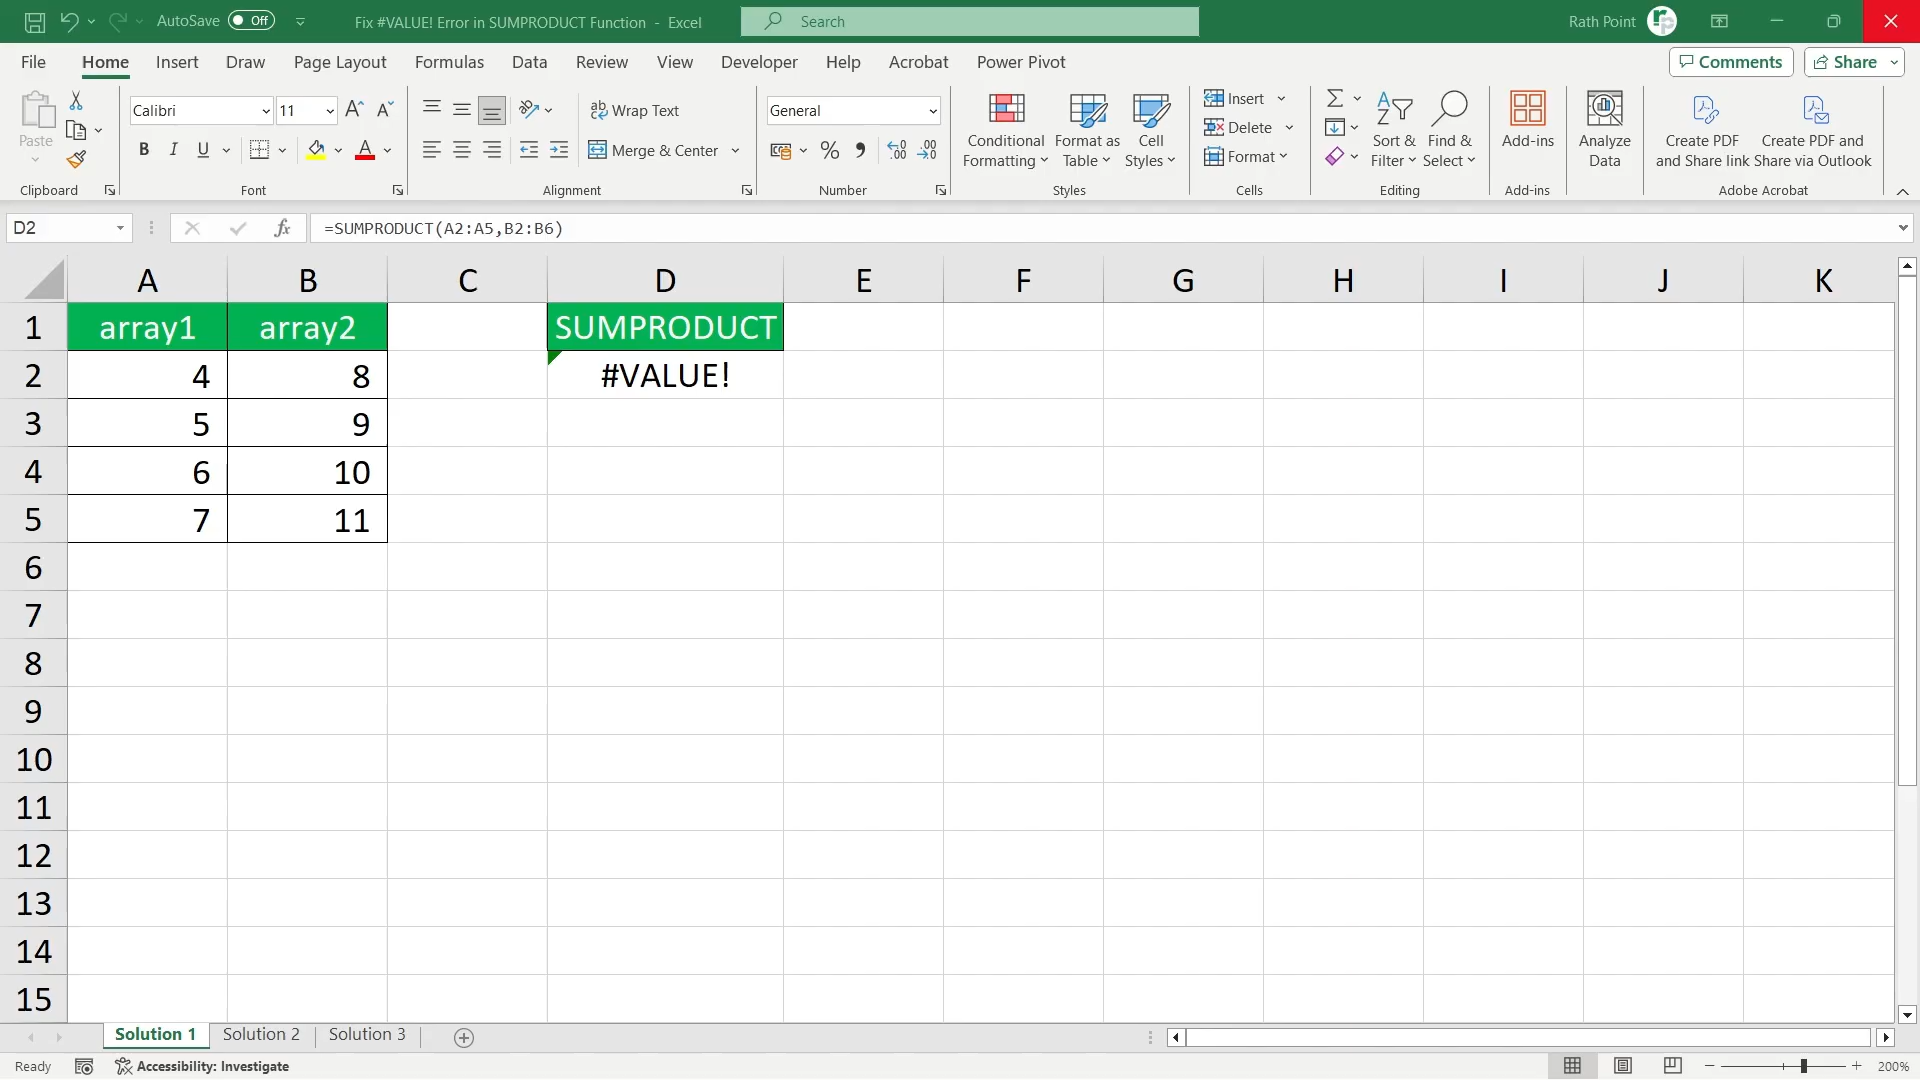 AutoSave Off Fix #VALUE! Error in SUMPRODUCT Function - Excel Search Rath Point
File Home Insert Draw Page Layout Formulas Data Review View Developer Help Acrobat Power Pivot Comments Share
Paste
Clipboard
Calibri 11
B I U A
Font
Wrap Text
Merge & Center
Alignment
General
% , .00 .00
Number
Conditional Formatting
Format as Table
Cell Styles
Styles
Insert
Delete
Format
Cells
Sort & Filter
Find & Select
Editing
Add-ins
Add-ins
Analyze Data
Create PDF and Share link
Create PDF and Share via Outlook
Adobe Acrobat
D2 fx =SUMPRODUCT(A2:A5,B2:B6)
A B C D E F G H I J K
1 array1 array2 SUMPRODUCT
2 4 8 #VALUE!
3 5 9
4 6 10
5 7 11
6
7
8
9
10
11
12
13
14
15
Solution 1 Solution 2 Solution 3
Ready Accessibility: Investigate 200%